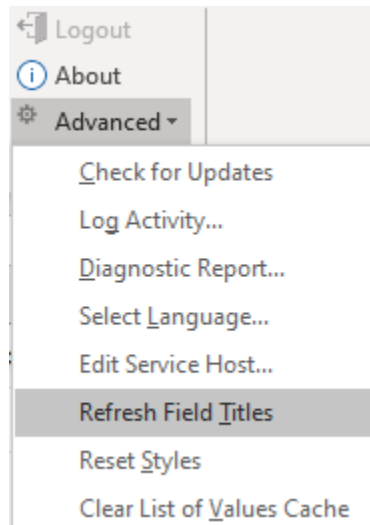 Logout
About
Advanced
Check for Updates
Log Activity...
Diagnostic Report...
Select Language...
Edit Service Host...
Refresh Field Titles
Reset Styles
Clear List of Values Cache